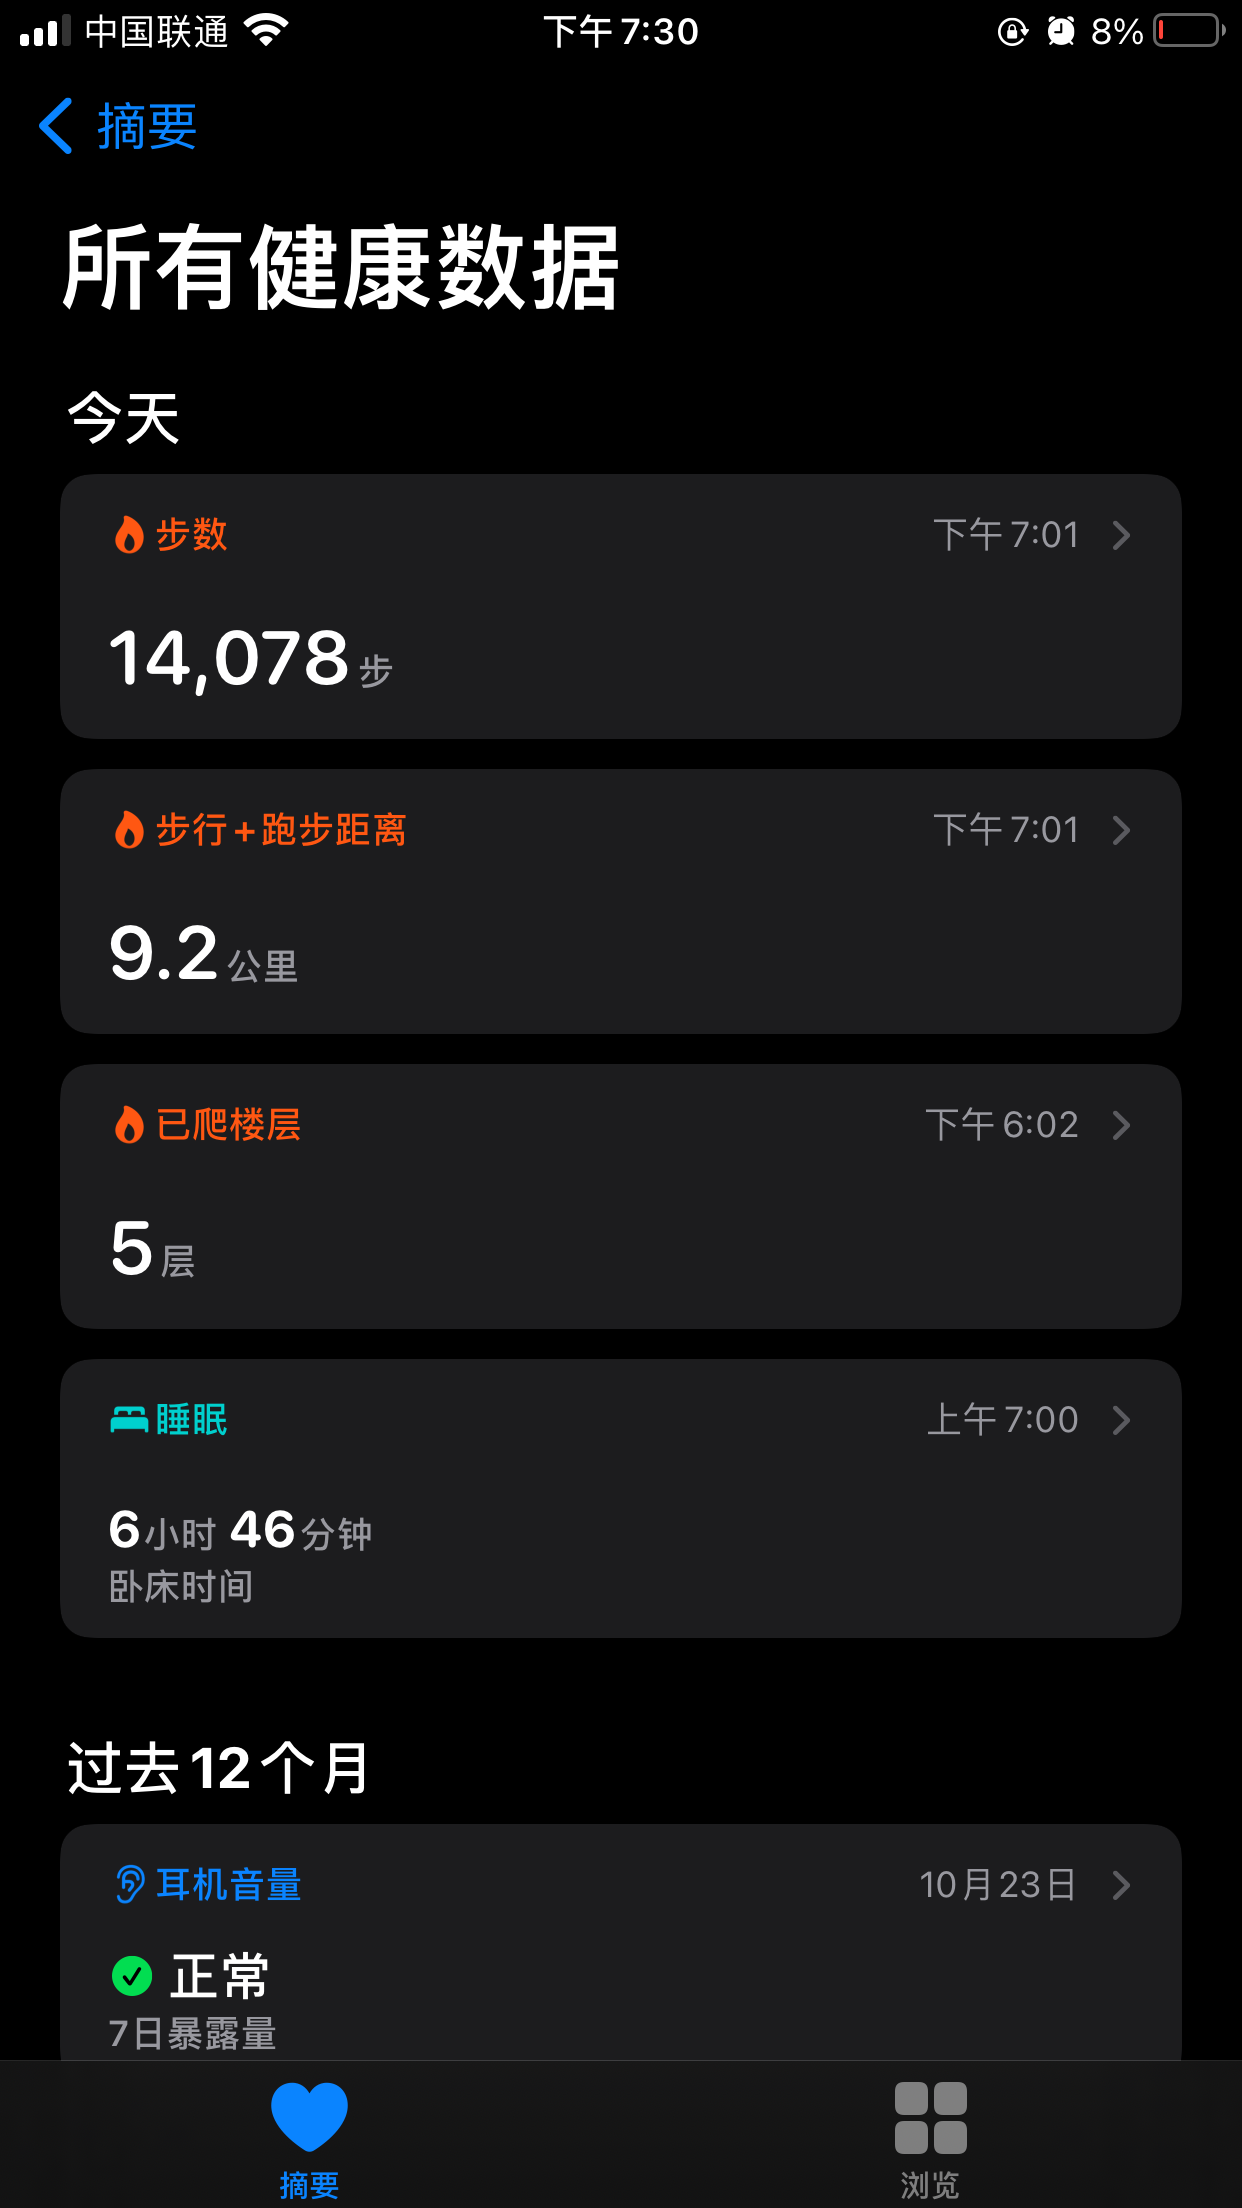 中国联通 下午 7:30 8%
摘要
所有健康数据
今天
步数 下午 7:01
14,078 步
步行+跑步距离 下午 7:01
9.2 公里
已爬楼层 下午 6:02
5 层
睡眠 上午 7:00
6小时 46分钟
卧床时间
过去12个月
耳机音量 10月23日
正常
7日暴露量
摘要 浏览